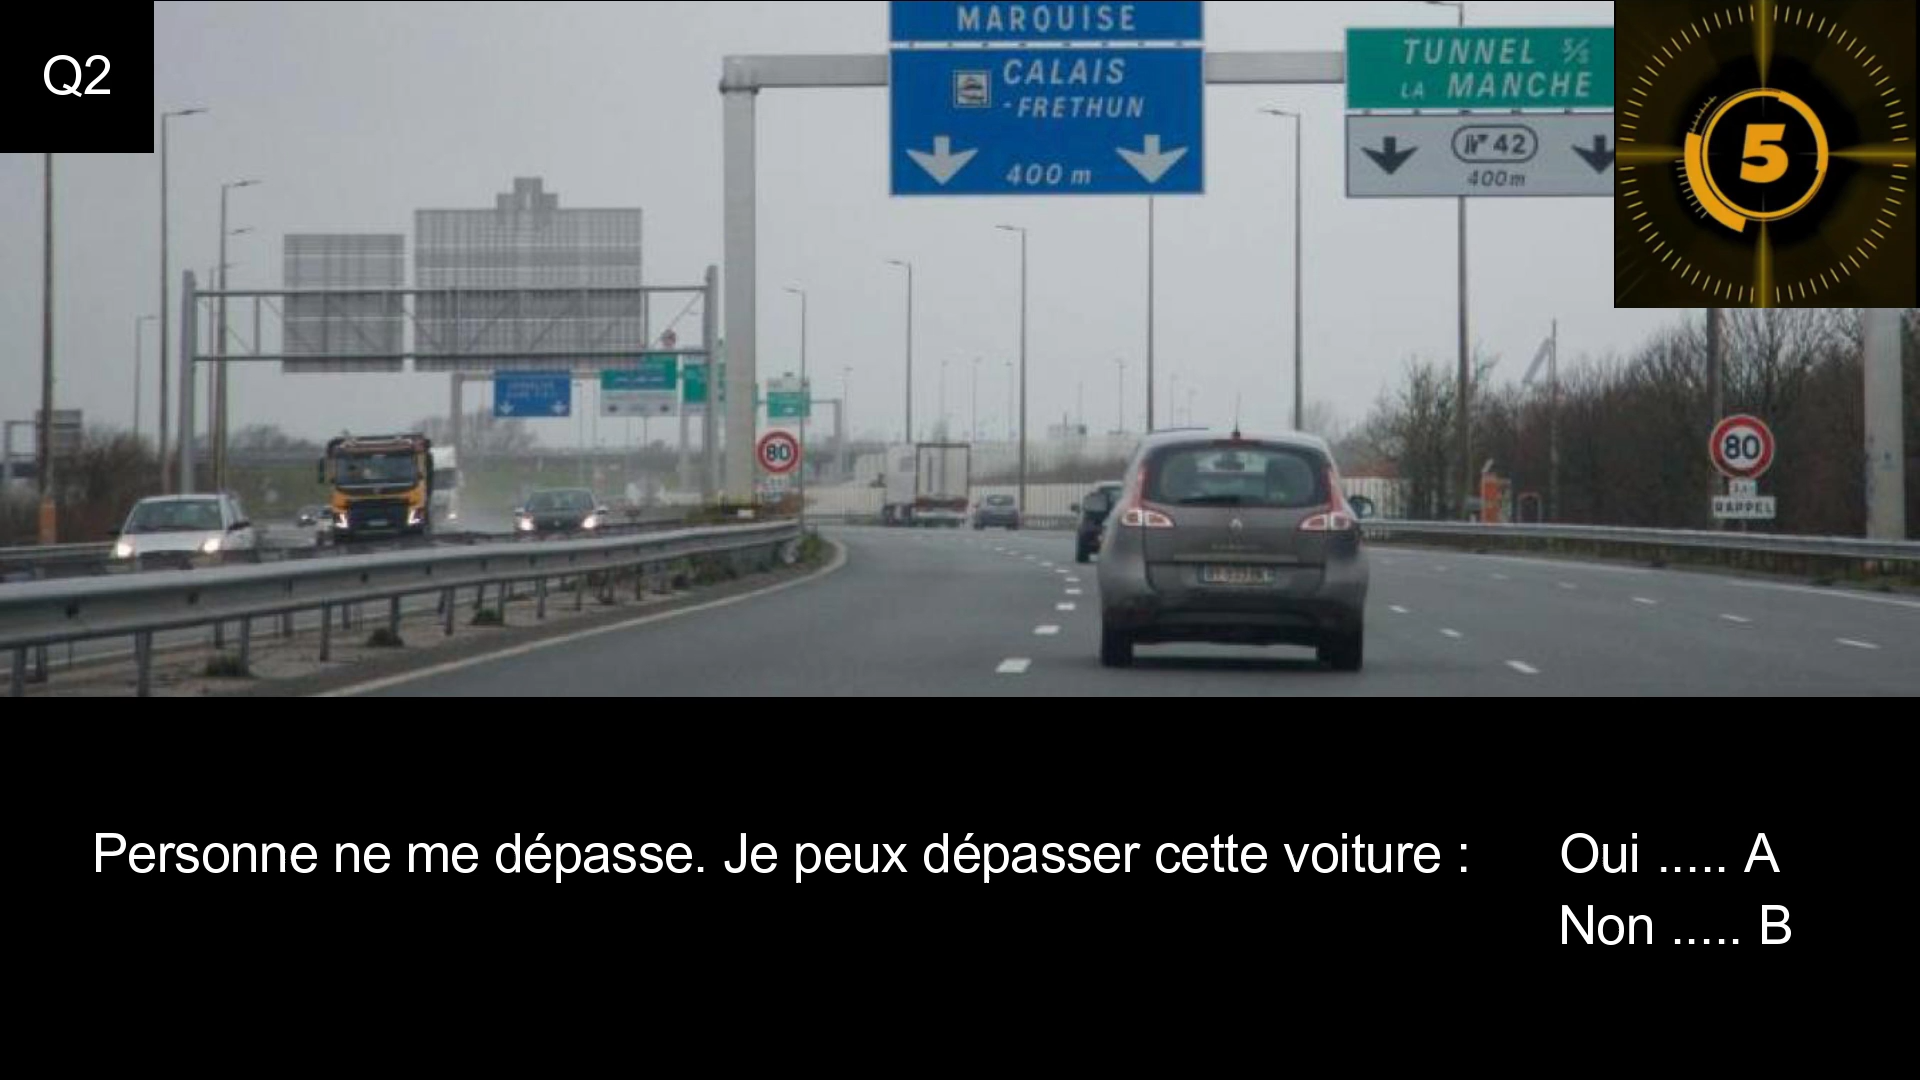 Q2
MARQUISE
CALAIS
-FRETHUN
400 m
TUNNEL S/S
LA MANCHE
N° 42
400m
5
80
80
RAPPEL
Personne ne me dépasse. Je peux dépasser cette voiture : Oui ..... A
Non ..... B